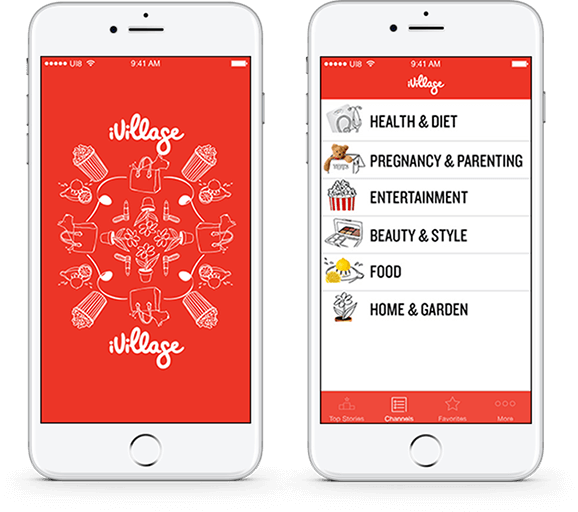 UI8 9:41 AM
iVillage
iVillage
UI8 9:41 AM
iVillage
HEALTH & DIET
PREGNANCY & PARENTING
ENTERTAINMENT
BEAUTY & STYLE
FOOD
HOME & GARDEN
Top Stories Channels Favorites More